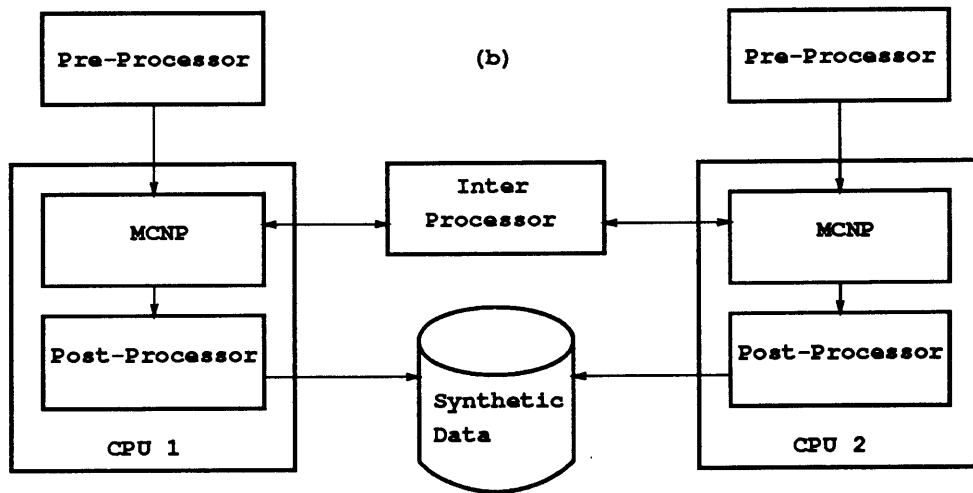 Pre-Processor
(b)
Pre-Processor
MCNP
Inter
Processor
MCNP
Post-Processor
Post-Processor
Synthetic
Data
CPU 1
CPU 2